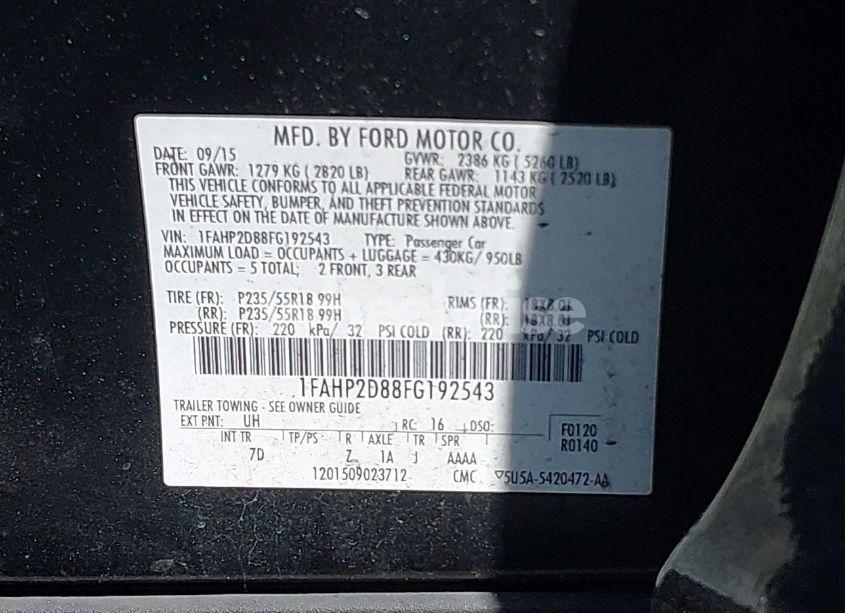 MFD. BY FORD MOTOR CO.
DATE: 09/15 GVWR: 2386 KG ( 5260 LB)
FRONT GAWR: 1279 KG ( 2820 LB) REAR GAWR: 1143 KG ( 2520 LB)
THIS VEHICLE CONFORMS TO ALL APPLICABLE FEDERAL MOTOR
VEHICLE SAFETY, BUMPER, AND THEFT PREVENTION STANDARDS
IN EFFECT ON THE DATE OF MANUFACTURE SHOWN ABOVE.
VIN: 1FAHP2D88FG192543 TYPE: Passenger Car
MAXIMUM LOAD = OCCUPANTS + LUGGAGE = 430KG/ 950LB
OCCUPANTS = 5 TOTAL; 2 FRONT, 3 REAR
TIRE (FR): P235/55R18 99H RIMS (FR): 18X8.0J
(RR): P235/55R18 99H (RR): 18X8.0J
PRESSURE (FR): 220 kPa/ 32 PSI COLD (RR): 220 kPa/ 32 PSI COLD
1FAHP2D88FG192543
TRAILER TOWING - SEE OWNER GUIDE
EXT PNT: UH RC: 16 DSO: F0120
INT TR TP/PS R AXLE TR SPR R0140
7D Z 1A J AAAA
1201509023712 CMC ▽5U5A-5420472-AA